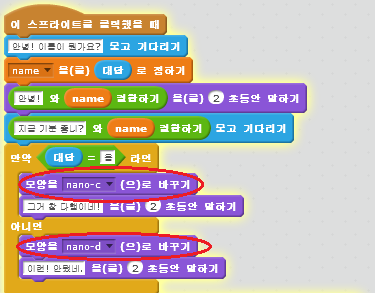 이 스프라이트를 클릭했을 때
안녕! 이름이 뭔가요? 묻고 기다리기
name 을(를) 대답 로 정하기
안녕! 와 name 결합하기 을(를) 2 초동안 말하기
지금 기분 좋니? 와 name 결합하기 묻고 기다리기
만약 대답 = 응 라면
모양을 nano-c (으)로 바꾸기
그거 참 다행이네! 을(를) 2 초동안 말하기
아니면
모양을 nano-d (으)로 바꾸기
이런! 안됐네. 을(를) 2 초동안 말하기